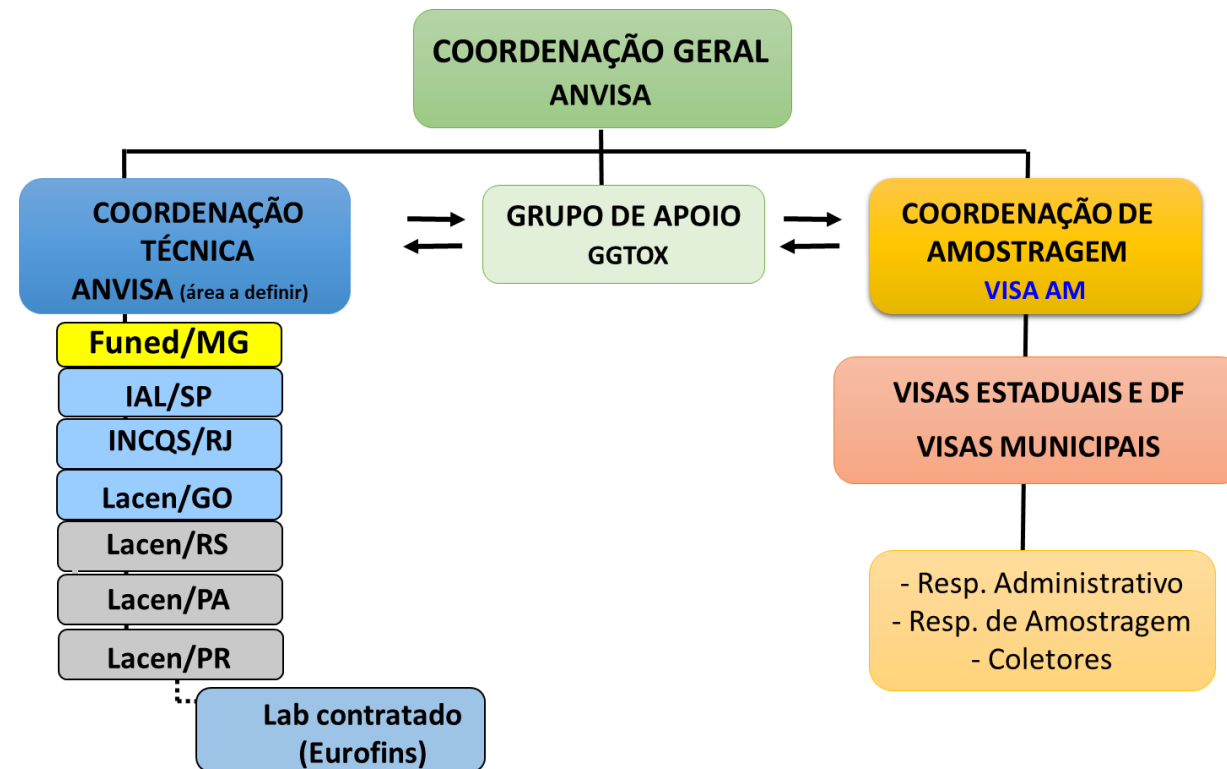 COORDENAÇÃO GERAL
ANVISA
COORDENAÇÃO
TÉCNICA
ANVISA (área a definir)
GRUPO DE APOIO
GGTOX
COORDENAÇÃO DE
AMOSTRAGEM
VISA AM
Funed/MG
IAL/SP
INCQS/RJ
Lacen/GO
Lacen/RS
Lacen/PA
Lacen/PR
Lab contratado
(Eurofins)
VISAS ESTADUAIS E DF
VISAS MUNICIPAIS
- Resp. Administrativo
- Resp. de Amostragem
- Coletores